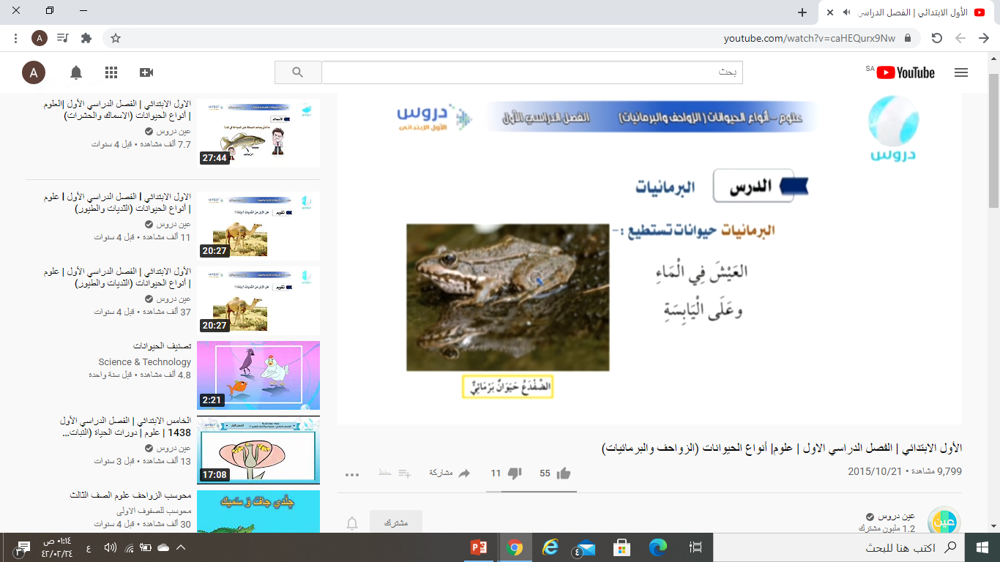 الأول الابتدائي | الفصل الدراسي
youtube.com/watch?v=caHEQurx9Nw
A
YouTube SA
بحث
A
علوم – أنواع الحيوانات ( الزواحف والبرمائيات) الفصل الدراسي الأول
دروس
الأول الابتدائي
دروس
الدرس
البرمائيات
البرمائيات حيوانات تستطيع :-
العَيْشَ فِي الْمَاءِ
وعَلَى الْيَابِسَةِ
الضِّفْدَعُ حَيَوَانٌ بَرْمَائِيٌّ
الأول الابتدائي | الفصل الدراسي الاول | علوم| أنواع الحيوانات (الزواحف والبرمائيات)
9,799 مشاهدة • 2015/10/21
55
11
مشاركة
حفظ
عين دروس
1.2 مليون مشترك
مشترك
عين
الاول الابتدائي | الفصل الدراسي الأول |العلوم
| أنواع الحيوانات (الاسماك والحشرات)
عين دروس
7.7 ألف مشاهدة • قبل 4 سنوات
27:44
الاول الابتدائي | الفصل الدراسي الأول | علوم
| أنواع الحيوانات (الثديات والطيور)
عين دروس
11 ألف مشاهدة • قبل 4 سنوات
20:27
الأول الابتدائي | الفصل الدراسي الأول | علوم
| أنواع الحيوانات (الثديات والطيور)
عين دروس
37 ألف مشاهدة • قبل 4 سنوات
20:27
تصنيف الحيوانات
Science & Technology
4.8 ألف مشاهدة • قبل سنة واحدة
2:21
الخامس الابتدائي | الفصل الدراسي الأول
1438 | علوم | دورات الحياة (النبات...
عين دروس
13 ألف مشاهدة • قبل 3 سنوات
17:08
محوسب الزواحف علوم الصف الثالث
محوسب للصفوف الاولى
30 ألف مشاهدة • قبل 4 سنوات
جِلْدي جافٌ وَ سَميك
اكتب هنا للبحث
٤
ع
٠١:١٤ ص
٤٢/٠٢/٢٤
٣